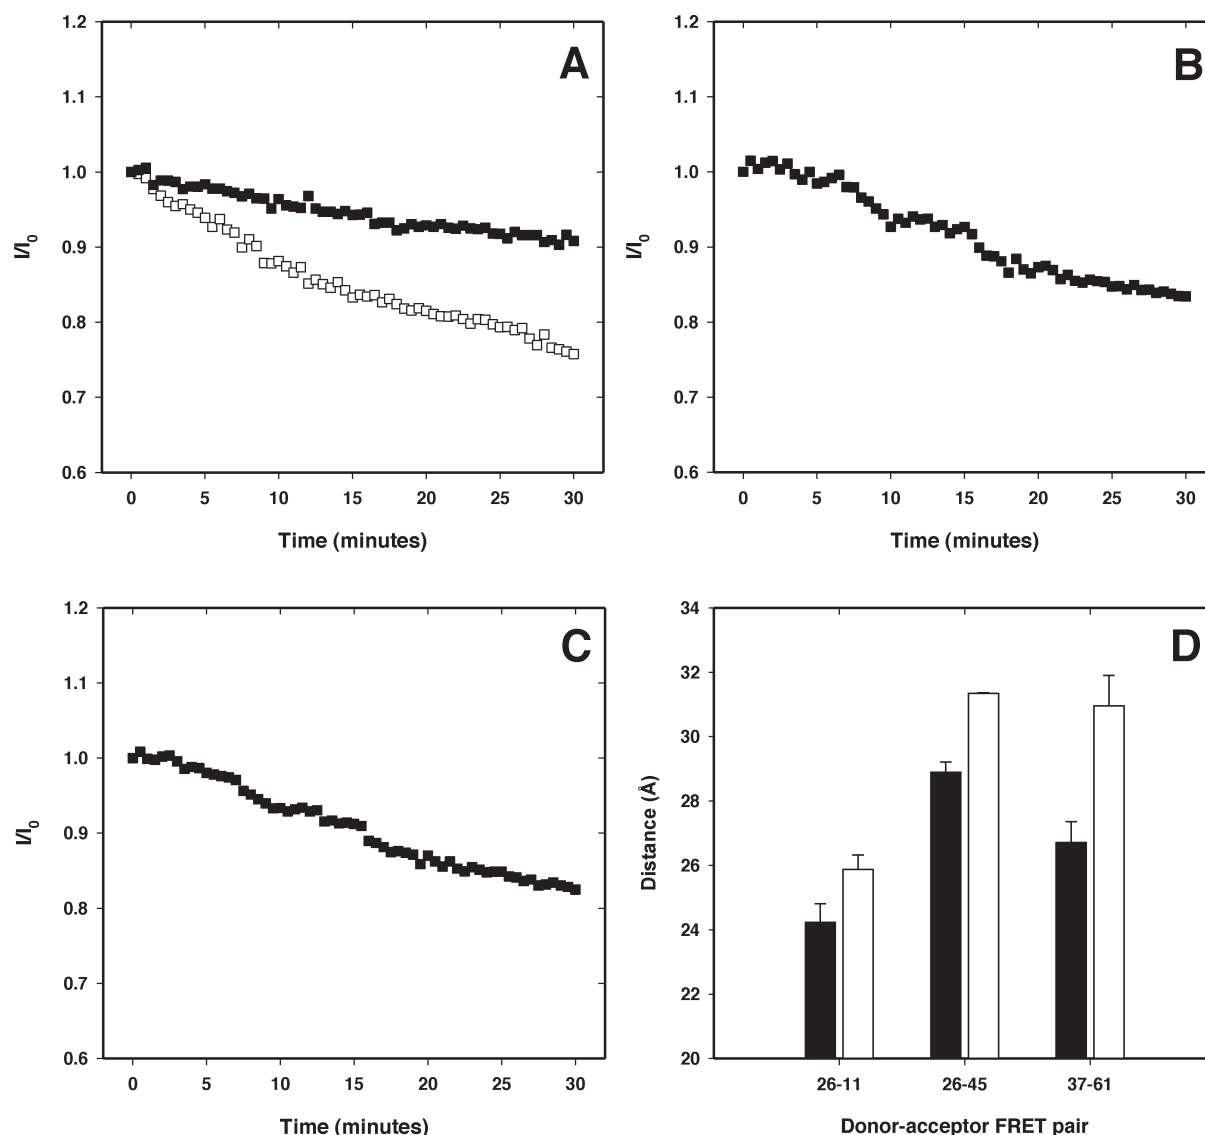 A
1.2
1.1
1.0
0.9
0.8
0.7
0.6
I/I0
0 5 10 15 20 25 30
Time (minutes)
B
1.2
1.1
1.0
0.9
0.8
0.7
0.6
I/I0
0 5 10 15 20 25 30
Time (minutes)
C
1.2
1.1
1.0
0.9
0.8
0.7
0.6
I/I0
0 5 10 15 20 25 30
Time (minutes)
D
34
32
30
28
26
24
22
20
Distance (Å)
26-11 26-45 37-61
Donor-acceptor FRET pair